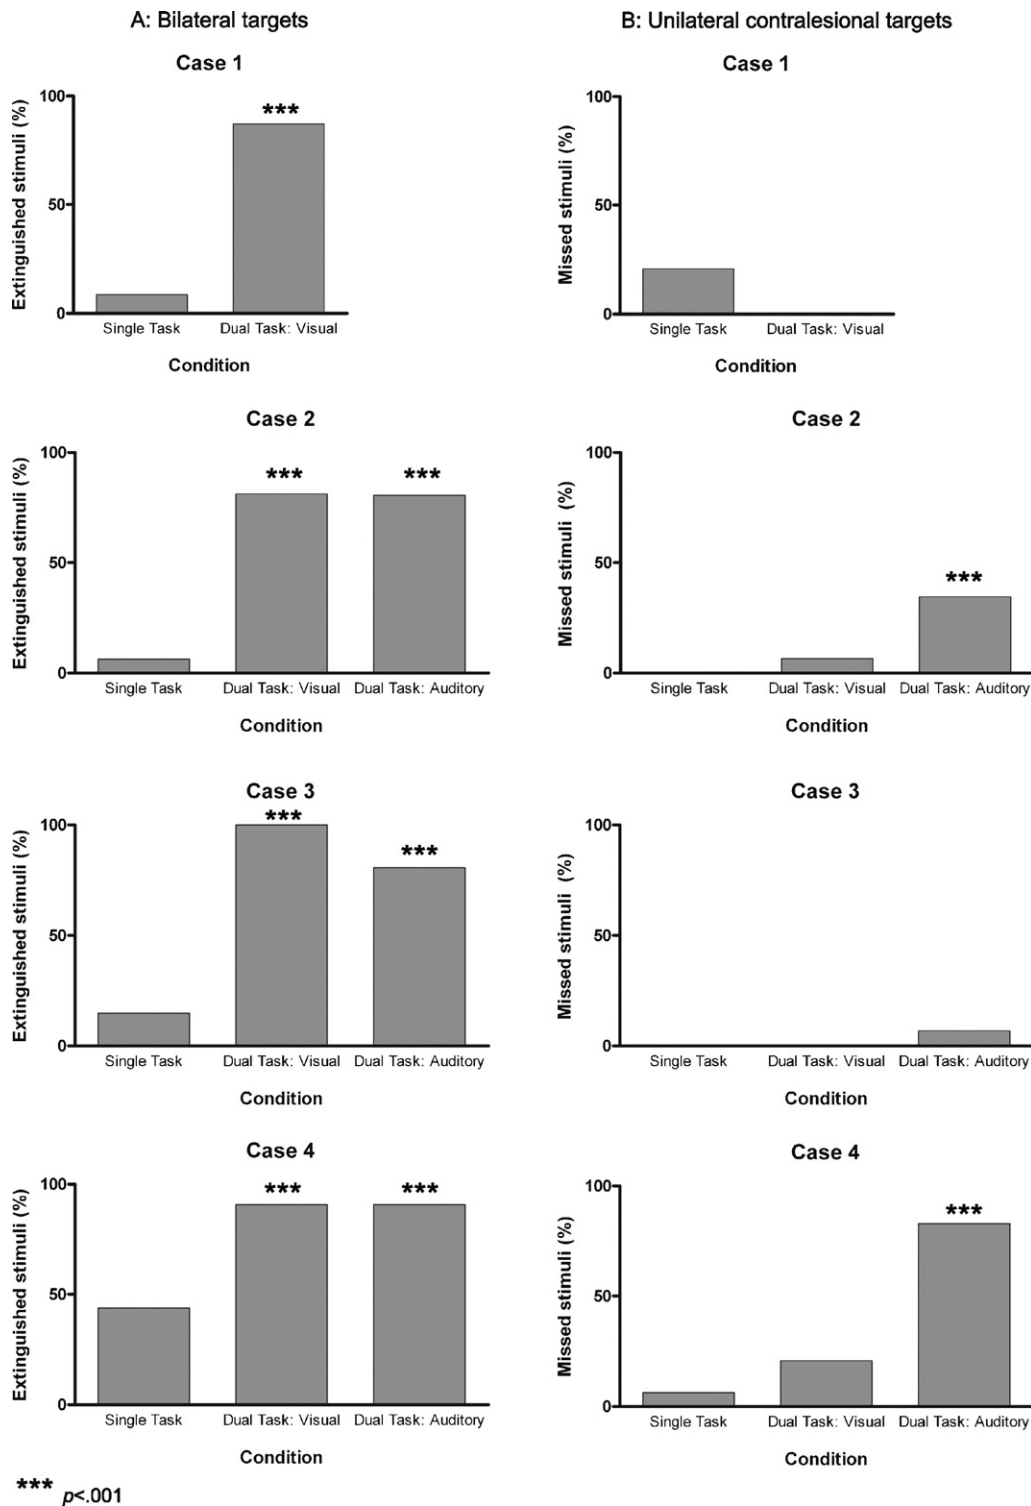 A: Bilateral targets
B: Unilateral contralesional targets
Case 1
Extinguished stimuli (%)
100
50
0
***
Single Task
Dual Task: Visual
Condition
Case 1
Missed stimuli (%)
100
50
0
Single Task
Dual Task: Visual
Condition
Case 2
Extinguished stimuli (%)
100
50
0
***
***
Single Task
Dual Task: Visual
Dual Task: Auditory
Condition
Case 2
Missed stimuli (%)
100
50
0
***
Single Task
Dual Task: Visual
Dual Task: Auditory
Condition
Case 3
Extinguished stimuli (%)
100
50
0
***
***
Single Task
Dual Task: Visual
Dual Task: Auditory
Condition
Case 3
Missed stimuli (%)
100
50
0
Single Task
Dual Task: Visual
Dual Task: Auditory
Condition
Case 4
Extinguished stimuli (%)
100
50
0
***
***
Single Task
Dual Task: Visual
Dual Task: Auditory
Condition
Case 4
Missed stimuli (%)
100
50
0
***
Single Task
Dual Task: Visual
Dual Task: Auditory
Condition
*** p<.001